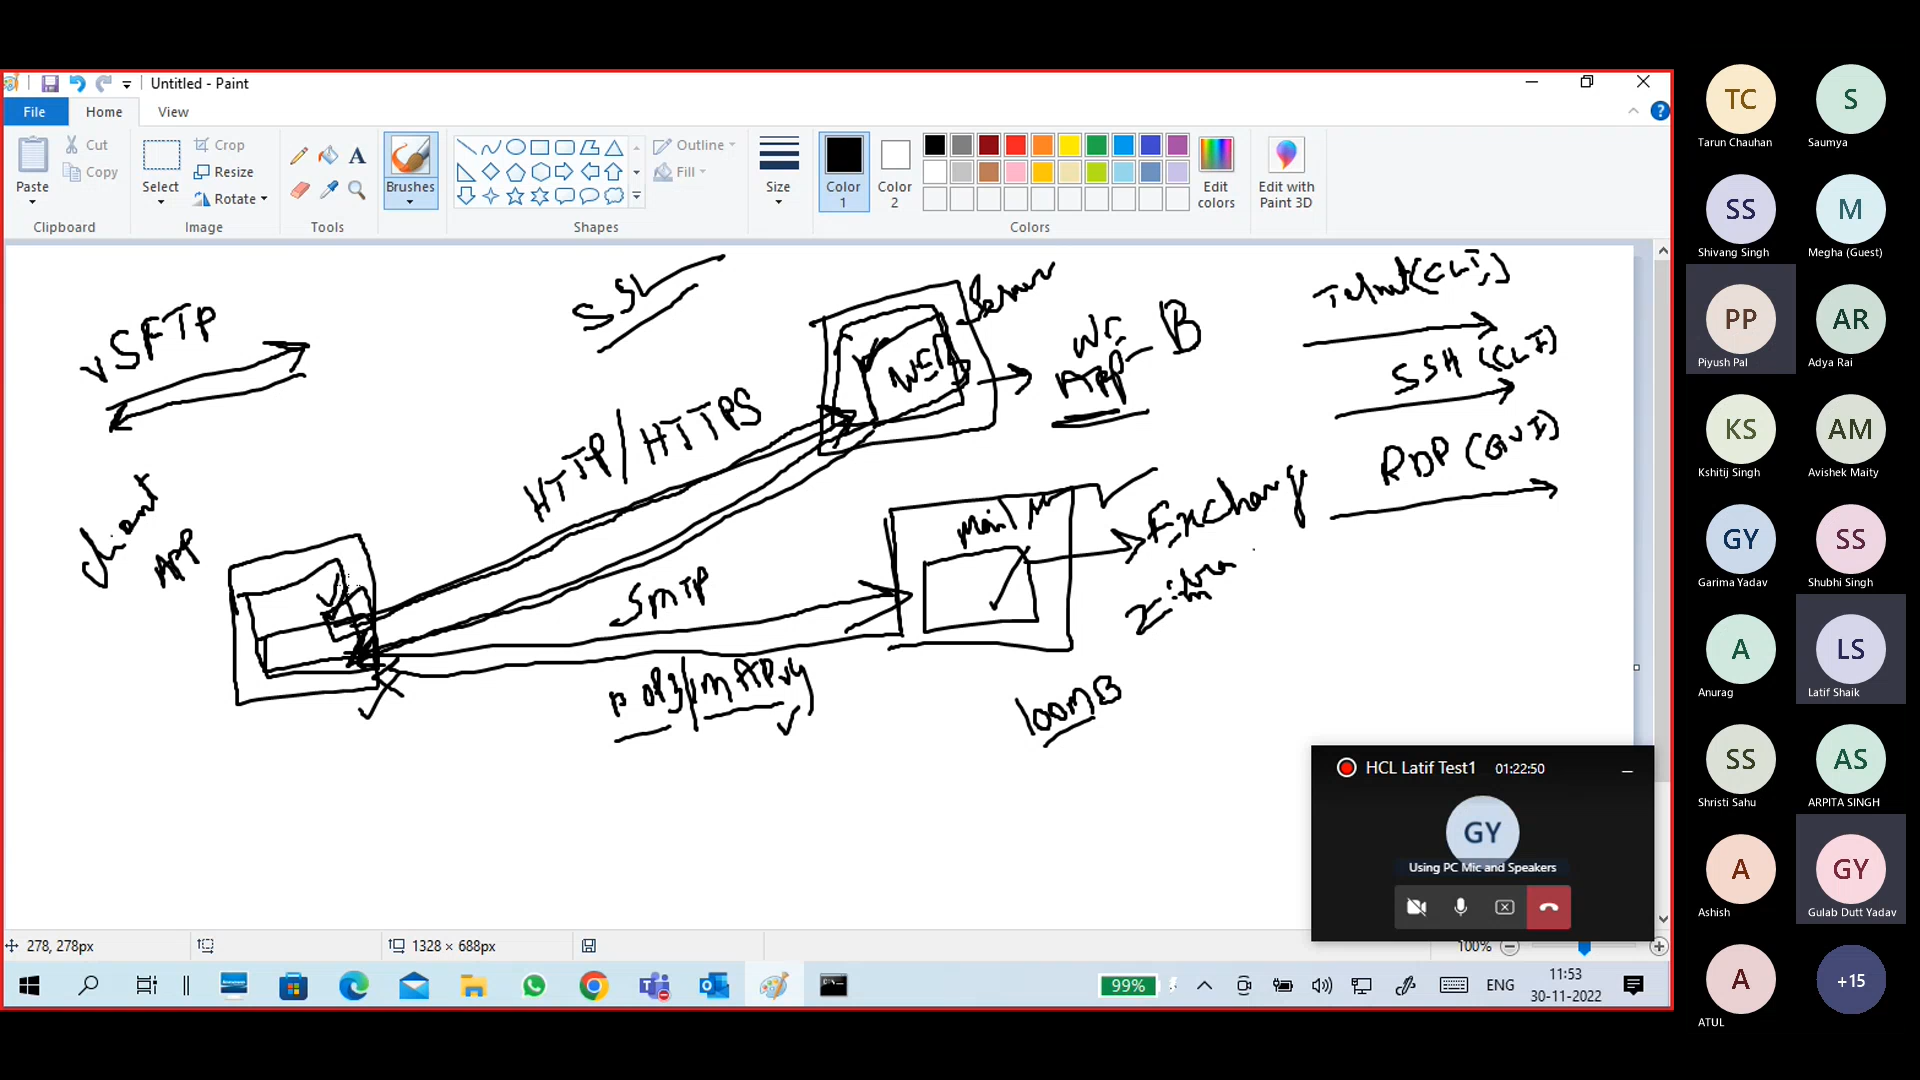 Untitled - Paint
File
Home
View
Paste
Cut
Copy
Clipboard
Select
Crop
Resize
Rotate
Image
Tools
Brushes
Shapes
Outline
Fill
Size
Color 1
Color 2
Edit colors
Edit with Paint 3D
Colors
SFTP
SSL
HTTP/HTTPS
WEB
App
B
Telnet(CLI)
SSH (CLI)
RDP (GUI)
client
App
SMTP
Mail
Exchang
POP3/IMAPv4
100MB
HCL Latif Test1
01:22:50
GY
Using PC Mic and Speakers
278, 278px
1328 × 688px
100%
99%
ENG
11:53
30-11-2022
TC
Tarun Chauhan
S
Saumya
SS
Shivang Singh
M
Megha (Guest)
PP
Piyush Pal
AR
Adya Rai
KS
Kshitij Singh
AM
Avishek Maity
GY
Garima Yadav
SS
Shubhi Singh
A
Anurag
LS
Latif Shaik
SS
Shristi Sahu
AS
ARPITA SINGH
A
Ashish
GY
Gulab Dutt Yadav
A
ATUL
+15